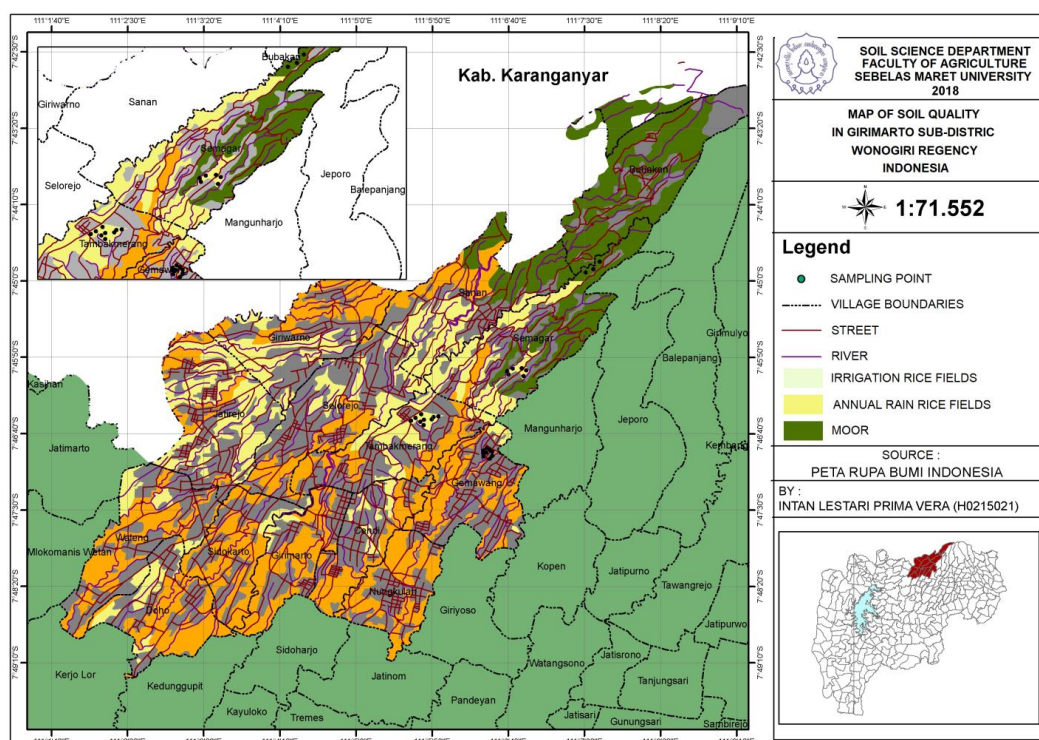 111°1'40"E 111°2'30"E 111°3'20"E 111°4'10"E 111°5'0"E 111°5'50"E 111°6'40"E 111°7'30"E 111°8'20"E 111°9'10"E
7°42'30"S
7°43'20"S
7°44'10"S
7°45'0"S
7°45'50"S
7°46'40"S
7°47'30"S
7°48'20"S
7°49'10"S
Bubakan
Giriwarno
Sanan
Semagar
Selorejo
Jeporo
Balepanjang
Mangunharjo
Tambakmerang
Gemawang
Kab. Karanganyar
Bubakan
Sanan
Girimulyo
Giriwarno
Semagar
Balepanjang
Kasihan
Jatirejo
Selorejo
Jeporo
Jatimarto
Tambakmerang
Mangunharjo
Kembang
Gemawang
Waleng
Cendi
Mlokomanis Watan
Sidokarto
Girimarto
Kopen
Jatipurno
Nungkulan
Tawangrejo
Doho
Giriyoso
Jatipurwo
Sidoharjo
Jatisrono
Kerjo Lor
Watangsono
Kedunggupit
Jatinom
Tanjungsari
Pandeyan
Kayuloko
Tremes
Jatisari
Gunungsari
Sambirejo
SOIL SCIENCE DEPARTMENT
FACULTY OF AGRICULTURE
SEBELAS MARET UNIVERSITY
2018
MAP OF SOIL QUALITY
IN GIRIMARTO SUB-DISTRIC
WONOGIRI REGENCY
INDONESIA
1:71.552
Legend
SAMPLING POINT
VILLAGE BOUNDARIES
STREET
RIVER
IRRIGATION RICE FIELDS
ANNUAL RAIN RICE FIELDS
MOOR
SOURCE :
PETA RUPA BUMI INDONESIA
BY :
INTAN LESTARI PRIMA VERA (H0215021)